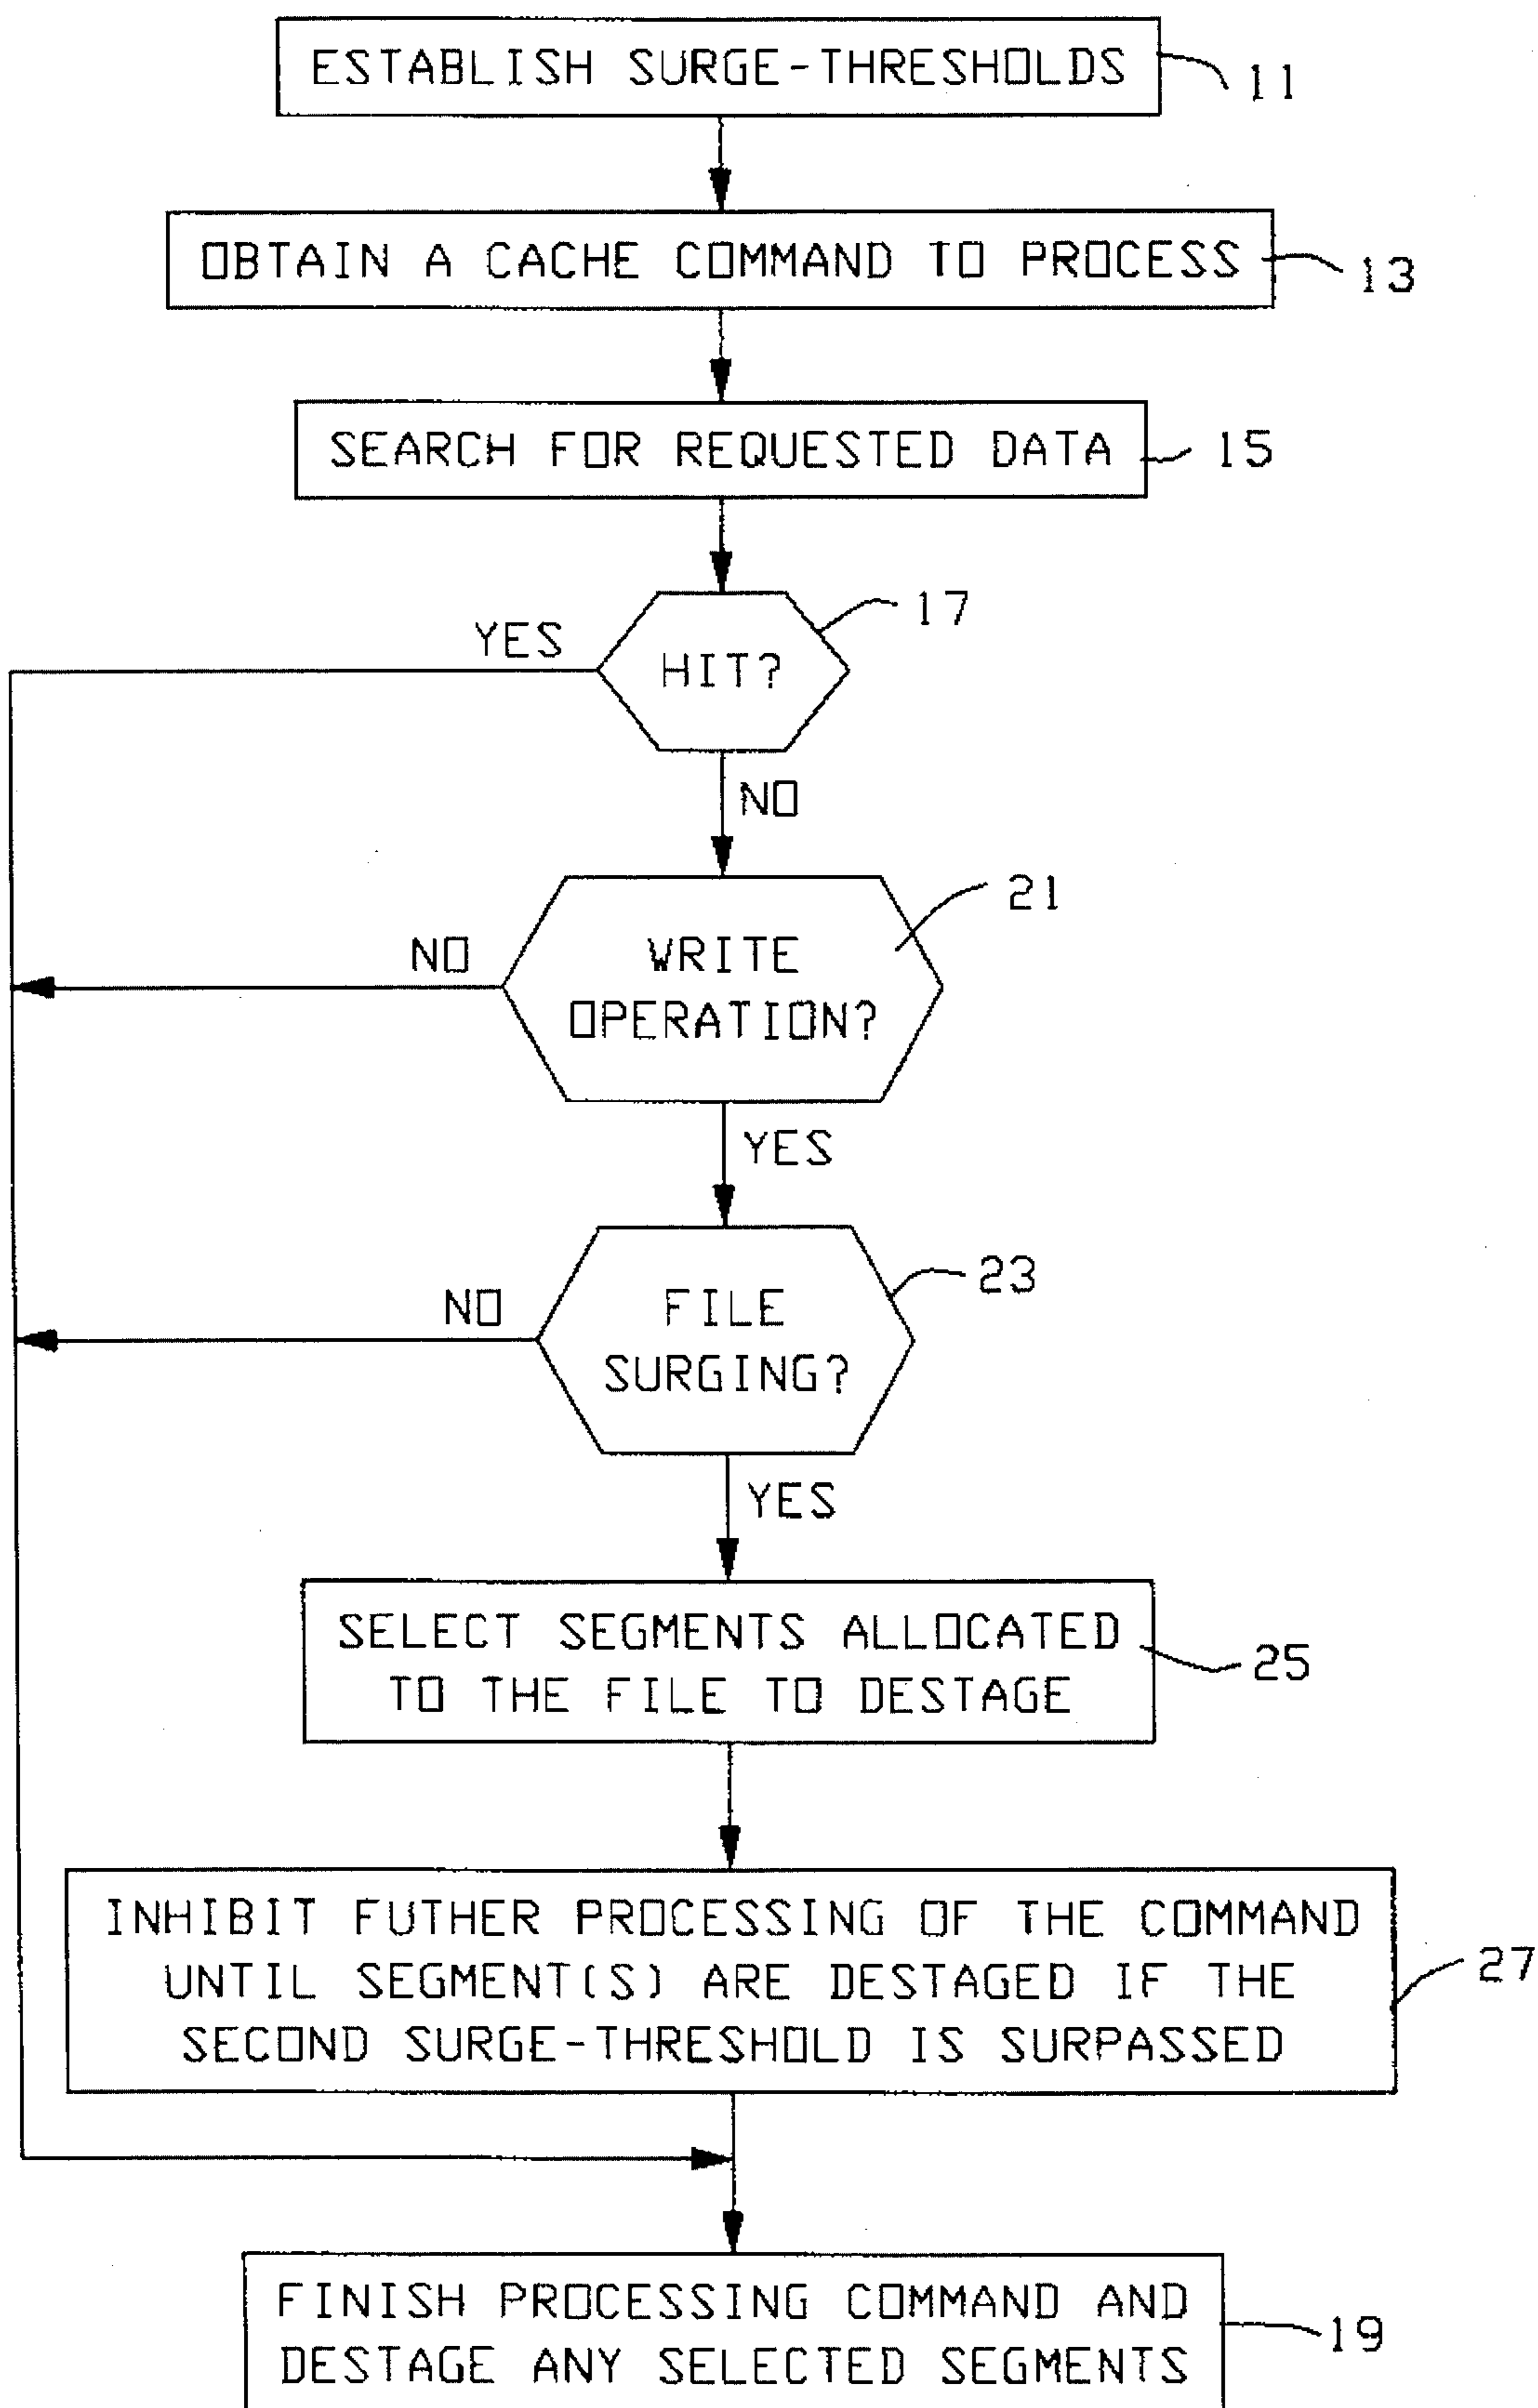 ESTABLISH SURGE-THRESHOLDS
11
OBTAIN A CACHE COMMAND TO PROCESS
13
SEARCH FOR REQUESTED DATA
15
17
YES
HIT?
NO
21
NO
WRITE
OPERATION?
YES
23
NO
FILE
SURGING?
YES
SELECT SEGMENTS ALLOCATED
TO THE FILE TO DESTAGE
25
INHIBIT FUTHER PROCESSING OF THE COMMAND
UNTIL SEGMENT(S) ARE DESTAGED IF THE
SECOND SURGE-THRESHOLD IS SURPASSED
27
FINISH PROCESSING COMMAND AND
DESTAGE ANY SELECTED SEGMENTS
19